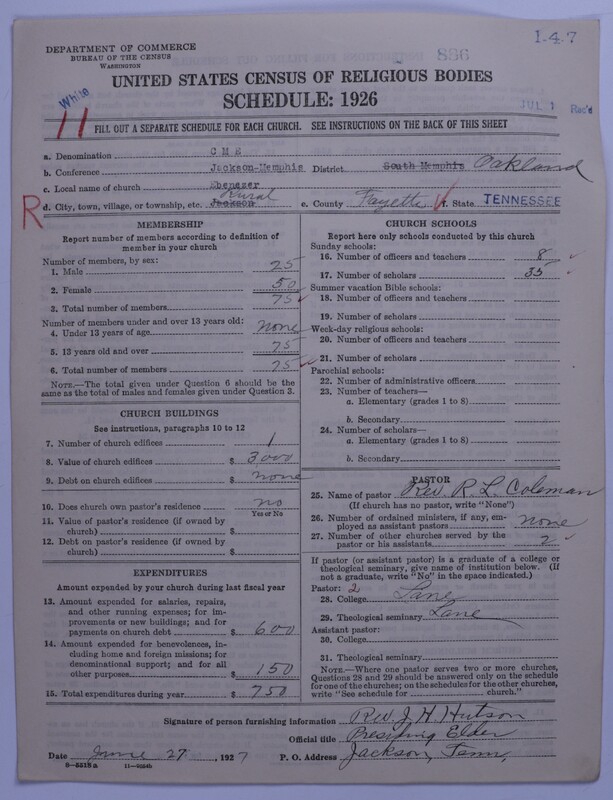 1-4-7
DEPARTMENT OF COMMERCE
BUREAU OF THE CENSUS
WASHINGTON
886
UNITED STATES CENSUS OF RELIGIOUS BODIES
SCHEDULE: 1926
White
JUL 1 Rec'd
11
FILL OUT A SEPARATE SCHEDULE FOR EACH CHURCH. SEE INSTRUCTIONS ON THE BACK OF THIS SHEET
a. Denomination C M E
b. Conference Jackson-Memphis District South Memphis Oakland
c. Local name of church Ebenezer
R d. City, town, village, or township, etc. Jackson Rural e. County Fayette f. State TENNESSEE
MEMBERSHIP
Report number of members according to definition of
member in your church
Number of members, by sex:
1. Male 25
2. Female 50
3. Total number of members 75
Number of members under and over 13 years old:
4. Under 13 years of age None
5. 13 years old and over 75
6. Total number of members 75
NOTE.—The total given under Question 6 should be
same as the total of males and females given under Question 3.
CHURCH BUILDINGS
See instructions, paragraphs 10 to 12
7. Number of church edifices 1
8. Value of church edifices $ 3000
9. Debt on church edifices $ none
10. Does church own pastor's residence no
Yes or No
11. Value of pastor's residence (if owned by
church) $
12. Debt on pastor's residence (if owned by
church) $
EXPENDITURES
Amount expended by your church during last fiscal year
13. Amount expended for salaries, repairs,
and other running expenses; for im-
provements or new buildings; and for
payments on church debt $ 600
14. Amount expended for benevolences, in-
cluding home and foreign missions; for
denominational support; and for all
other purposes $ 150
15. Total expenditures during year $ 750
CHURCH SCHOOLS
Report here only schools conducted by this church
Sunday schools:
16. Number of officers and teachers 8
17. Number of scholars 35
Summer vacation Bible schools:
18. Number of officers and teachers
19. Number of scholars
Week-day religious schools:
20. Number of officers and teachers
21. Number of scholars
Parochial schools:
22. Number of administrative officers
23. Number of teachers—
a. Elementary (grades 1 to 8)
b. Secondary
24. Number of scholars—
a. Elementary (grades 1 to 8)
b. Secondary
PASTOR
25. Name of pastor Rev. R. L. Coleman
(If church has no pastor, write "None")
26. Number of ordained ministers, if any, em-
ployed as assistant pastors None
27. Number of other churches served by the
pastor or his assistants 2
If pastor (or assistant pastor) is a graduate of a college or
theological seminary, give name of institution below. (If
not a graduate, write "No" in the space indicated.)
Pastor: 2
28. College Lane
29. Theological seminary Lane
Assistant pastor:
30. College
31. Theological seminary
NOTE.—Where one pastor serves two or more churches,
Questions 28 and 29 should be answered only on the schedule
for one of the churches; on the schedules for the other churches,
write "See schedule for church."
Signature of person furnishing information Rev J. H. Hutson
Official title Presiding Elder
Date June 27, 1927 P. O. Address Jackson, Tenn,
8-5318a